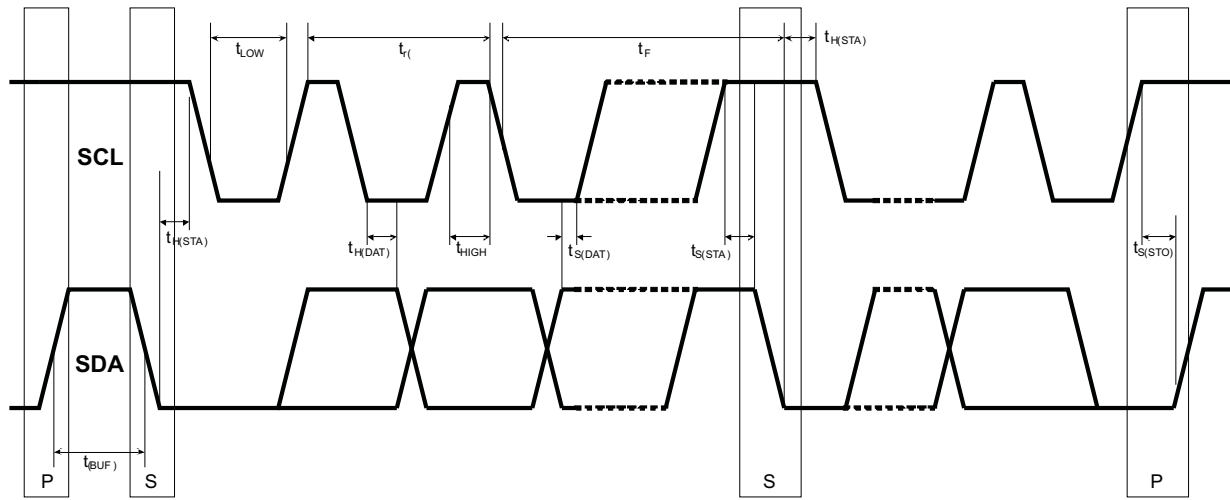 tLOW
tr(
tF
tH(STA)
SCL
tH(STA)
tH(DAT)
tHIGH
tS(DAT)
tS(STA)
tS(STO)
SDA
t(BUF)
P
S
S
P